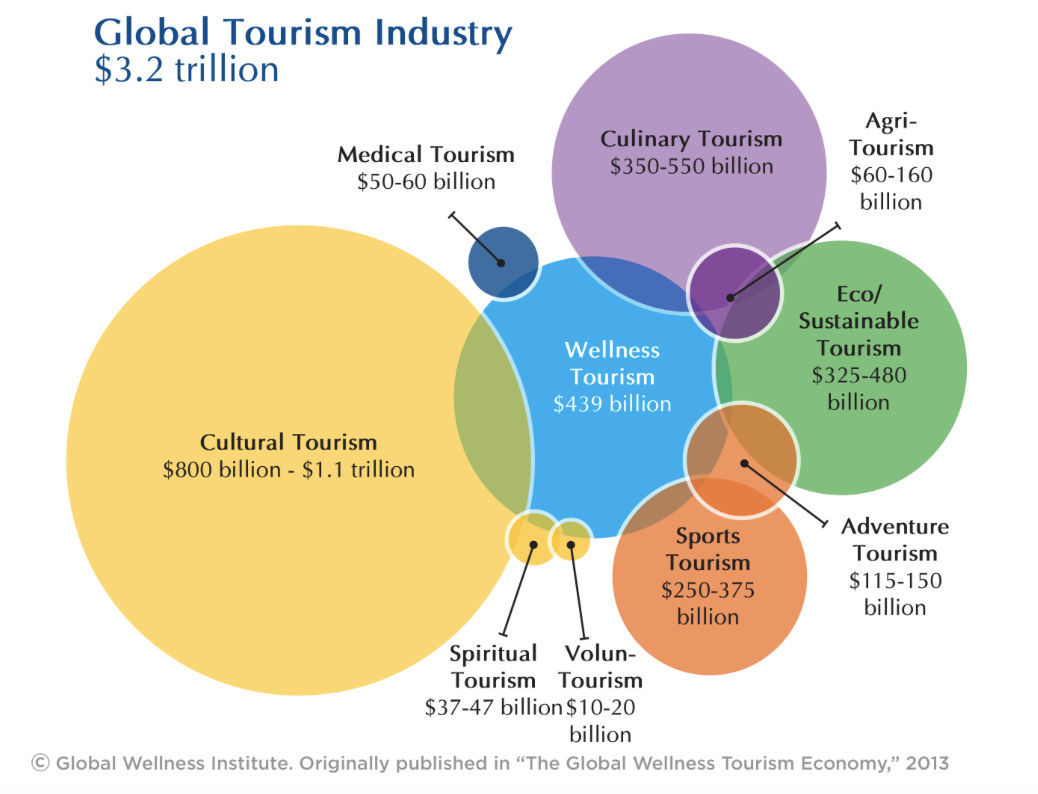 Global Tourism Industry
$3.2 trillion
Medical Tourism
$50-60 billion
Culinary Tourism
$350-550 billion
Agri-
Tourism
$60-160
billion
Eco/
Sustainable
Tourism
$325-480
billion
Wellness
Tourism
$439 billion
Cultural Tourism
$800 billion - $1.1 trillion
Sports
Tourism
$250-375
billion
Adventure
Tourism
$115-150
billion
Spiritual
Tourism
$37-47 billion
Volun-
Tourism
$10-20
billion
© Global Wellness Institute. Originally published in “The Global Wellness Tourism Economy,” 2013